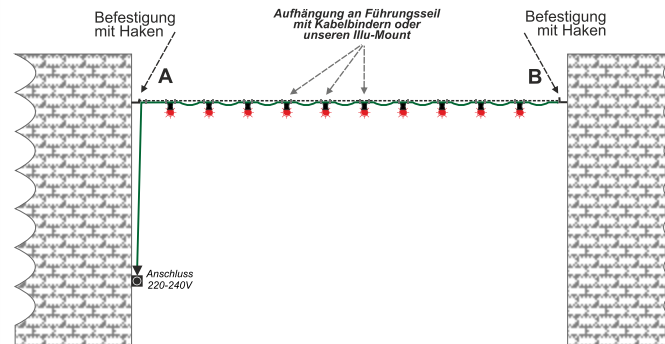 Befestigung
mit Haken
Aufhängung an Führungsseil
mit Kabelbindern oder
unseren Illu-Mount
Befestigung
mit Haken
A
B
Anschluss
220-240V